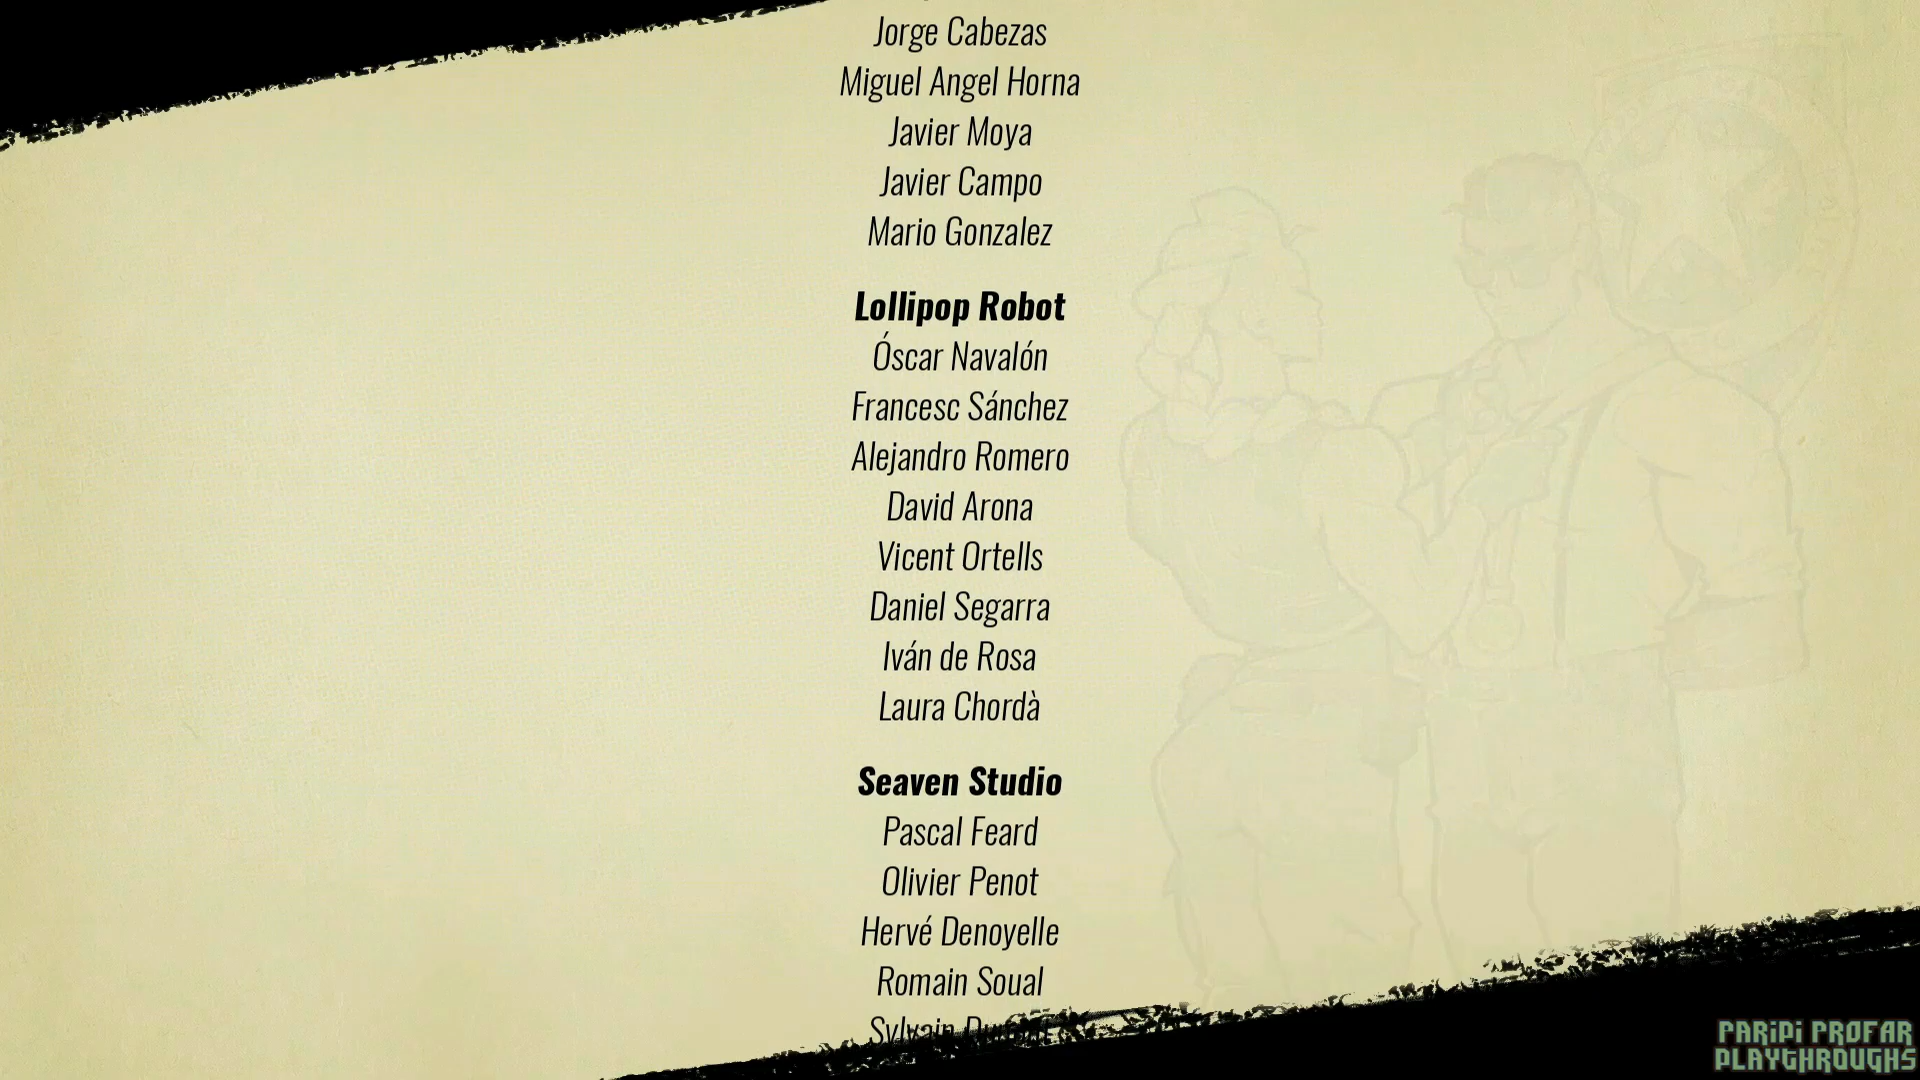 Jorge Cabezas
Miguel Angel Horna
Javier Moya
Javier Campo
Mario Gonzalez
Lollipop Robot
Óscar Navalón
Francesc Sánchez
Alejandro Romero
David Arona
Vicent Ortells
Daniel Segarra
Iván de Rosa
Laura Chordà
Seaven Studio
Pascal Feard
Olivier Penot
Hervé Denoyelle
Romain Soual
Sylvain
PARIPI PROFAR
PLAYTHROUGHS